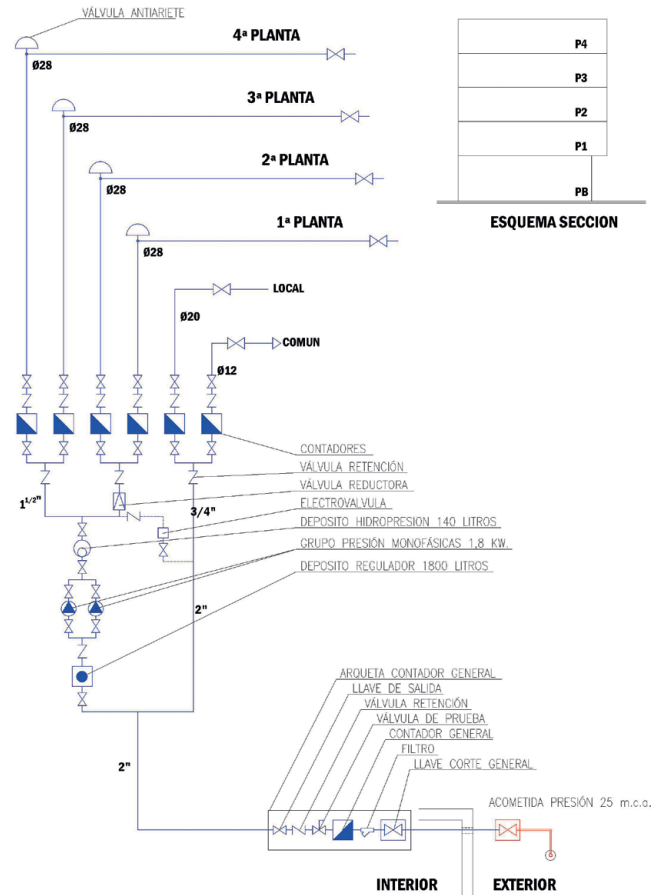 VÁLVULA ANTIARIETE
4ª PLANTA
Ø28
3ª PLANTA
Ø28
2ª PLANTA
Ø28
1ª PLANTA
Ø28
P4
P3
P2
P1
PB
ESQUEMA SECCION
LOCAL
Ø20
COMUN
Ø12
CONTADORES
VÁLVULA RETENCIÓN
VÁLVULA REDUCTORA
ELECTROVALVULA
DEPOSITO HIDROPRESION 140 LITROS
GRUPO PRESIÓN MONOFÁSICAS 1,8 KW.
DEPOSITO REGULADOR 1800 LITROS
1 1/2"
3/4"
2"
2"
ARQUETA CONTADOR GENERAL
LLAVE DE SALIDA
VÁLVULA RETENCIÓN
VÁLVULA DE PRUEBA
CONTADOR GENERAL
FILTRO
LLAVE CORTE GENERAL
ACOMETIDA PRESIÓN 25 m.c.a.
INTERIOR
EXTERIOR